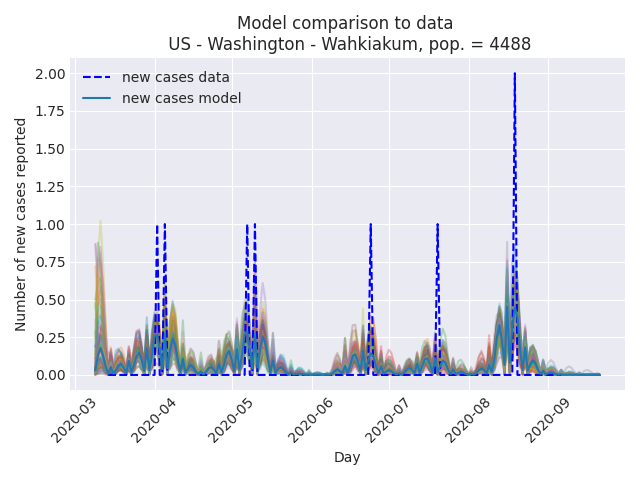 Model comparison to data
US - Washington - Wahkiakum, pop. = 4488
new cases data
new cases model
Number of new cases reported
2.00
1.75
1.50
1.25
1.00
0.75
0.50
0.25
0.00
2020-03
2020-04
2020-05
2020-06
2020-07
2020-08
2020-09
Day